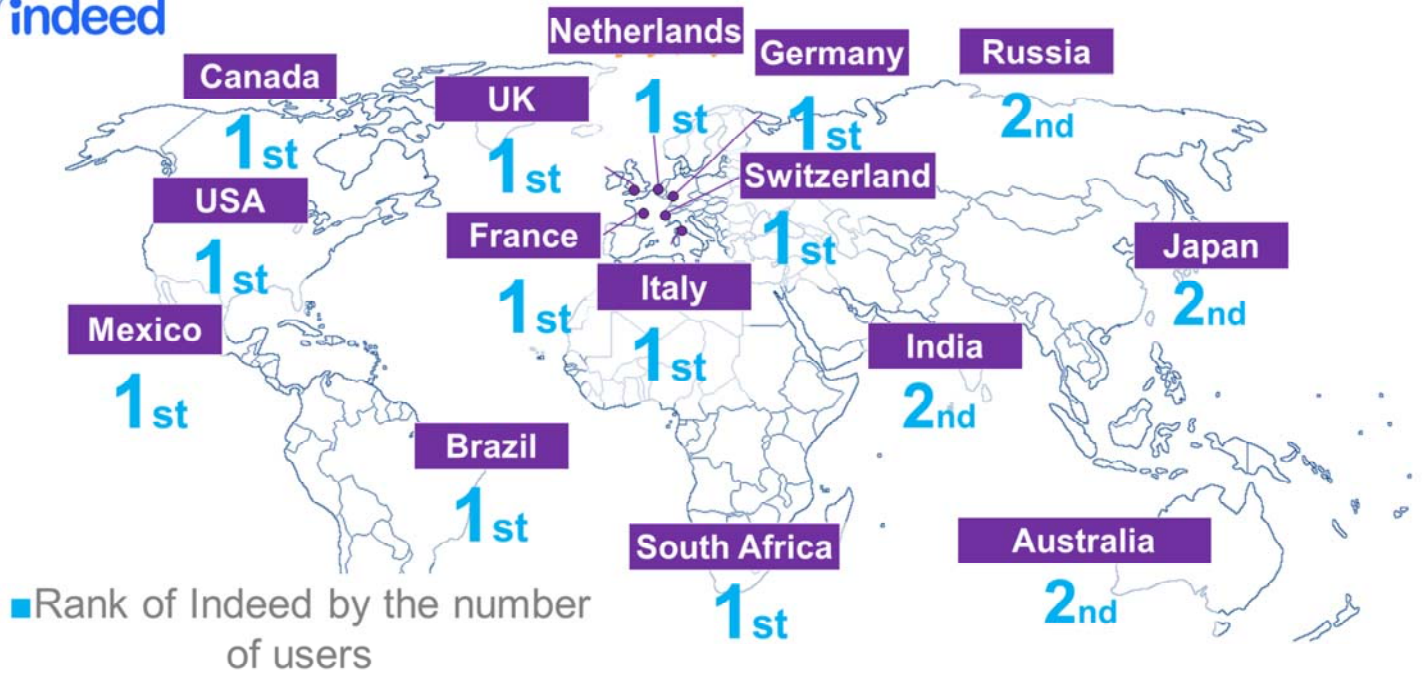 indeed
Netherlands
1st
Germany
1st
Russia
2nd
Canada
1st
UK
1st
Switzerland
1st
USA
1st
France
1st
Japan
2nd
Italy
1st
Mexico
1st
India
2nd
Brazil
1st
South Africa
1st
Australia
2nd
Rank of Indeed by the number
of users